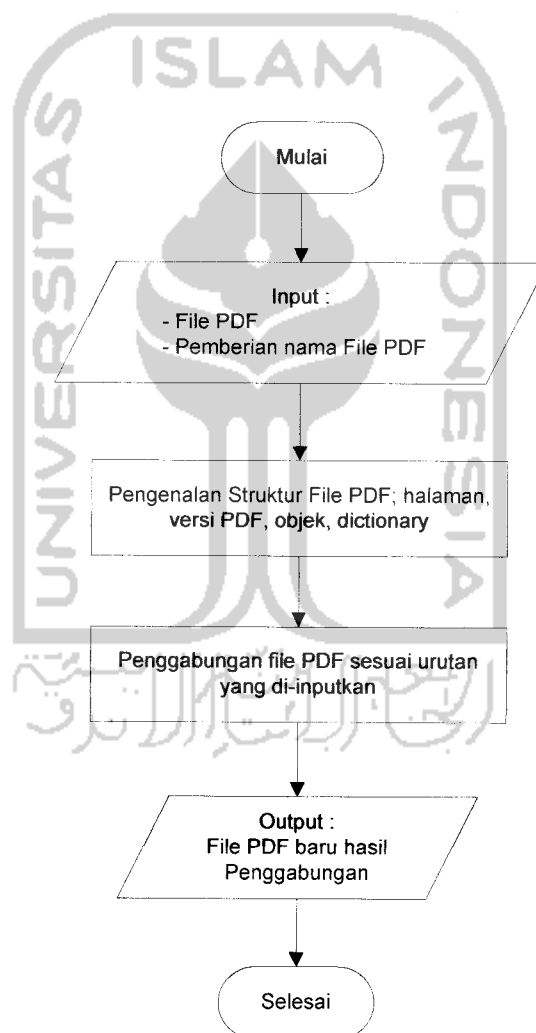 ISLAM
UNIVERSITAS
INDONESIA
Mulai
Input :
- File PDF
- Pemberian nama File PDF
Pengenalan Struktur File PDF; halaman,
versi PDF, objek, dictionary
Penggabungan file PDF sesuai urutan
yang di-inputkan
Output :
File PDF baru hasil
Penggabungan
Selesai